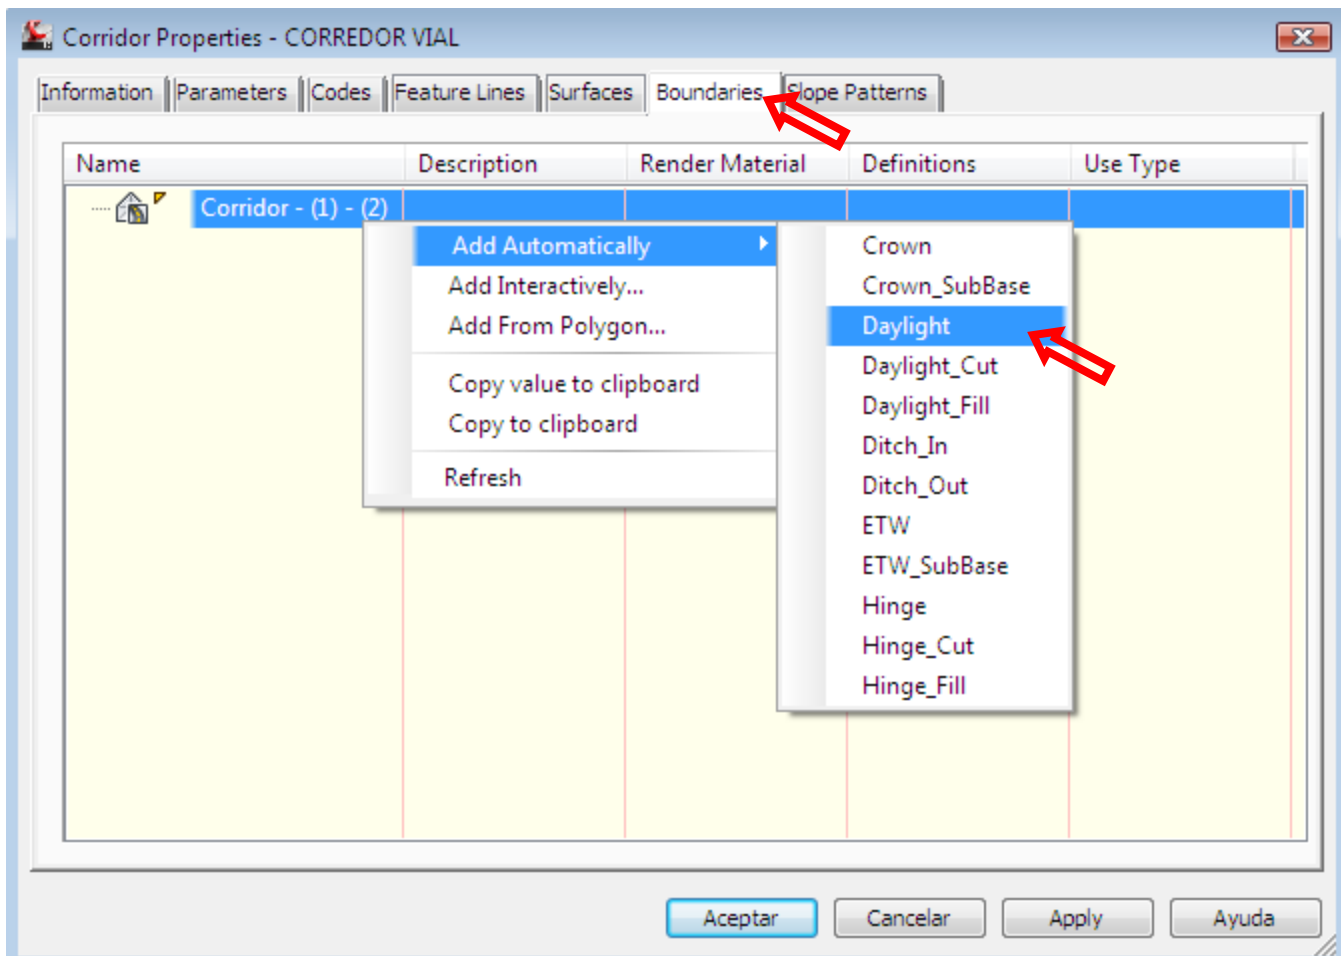 Corridor Properties - CORREDOR VIAL
Information Parameters Codes Feature Lines Surfaces Boundaries Slope Patterns
Name Description Render Material Definitions Use Type
Corridor - (1) - (2)
Add Automatically
Add Interactively...
Add From Polygon...
Copy value to clipboard
Copy to clipboard
Refresh
Crown
Crown_SubBase
Daylight
Daylight_Cut
Daylight_Fill
Ditch_In
Ditch_Out
ETW
ETW_SubBase
Hinge
Hinge_Cut
Hinge_Fill
Aceptar Cancelar Apply Ayuda